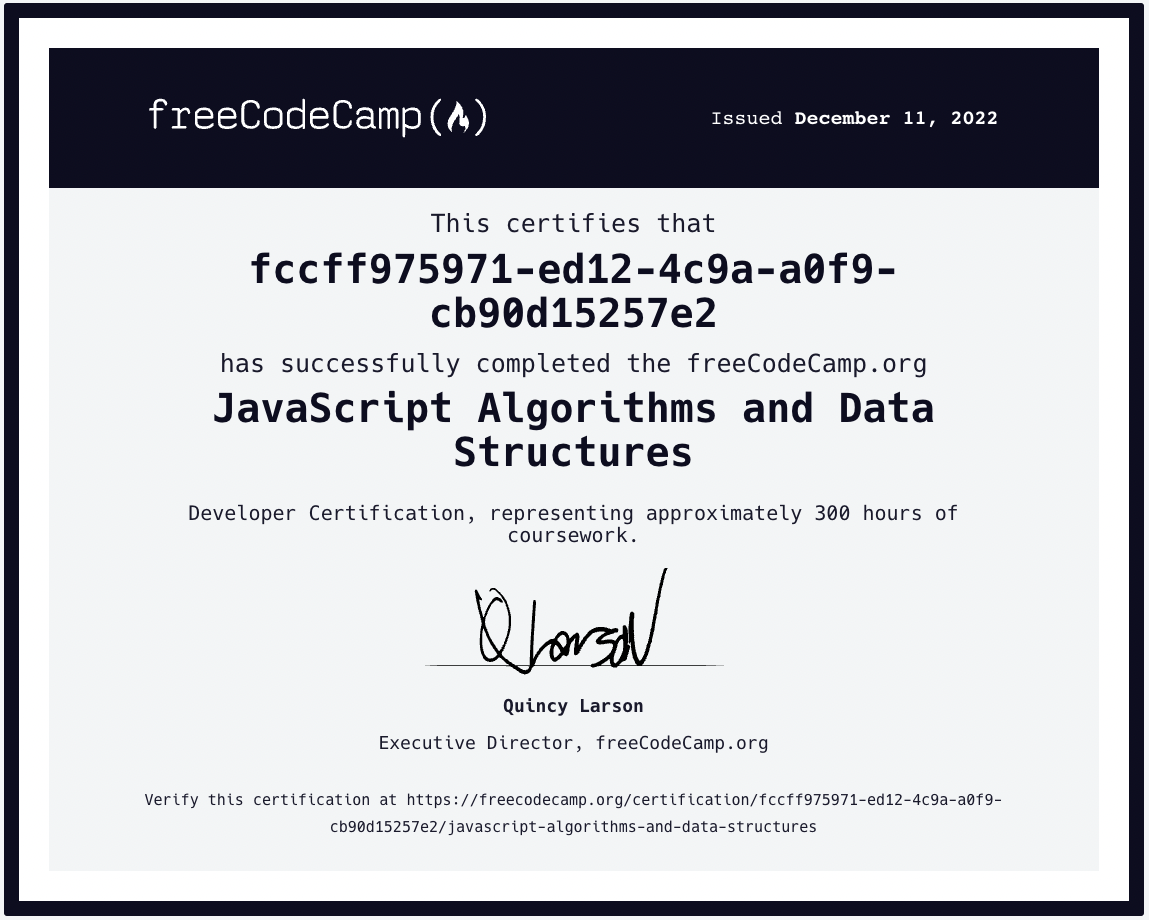 freeCodeCamp(🔥)
Issued December 11, 2022
This certifies that
fccff975971-ed12-4c9a-a0f9-
cb90d15257e2
has successfully completed the freeCodeCamp.org
JavaScript Algorithms and Data
Structures
Developer Certification, representing approximately 300 hours of
coursework.
Q Larson
Quincy Larson
Executive Director, freeCodeCamp.org
Verify this certification at https://freecodecamp.org/certification/fccff975971-ed12-4c9a-a0f9-
cb90d15257e2/javascript-algorithms-and-data-structures